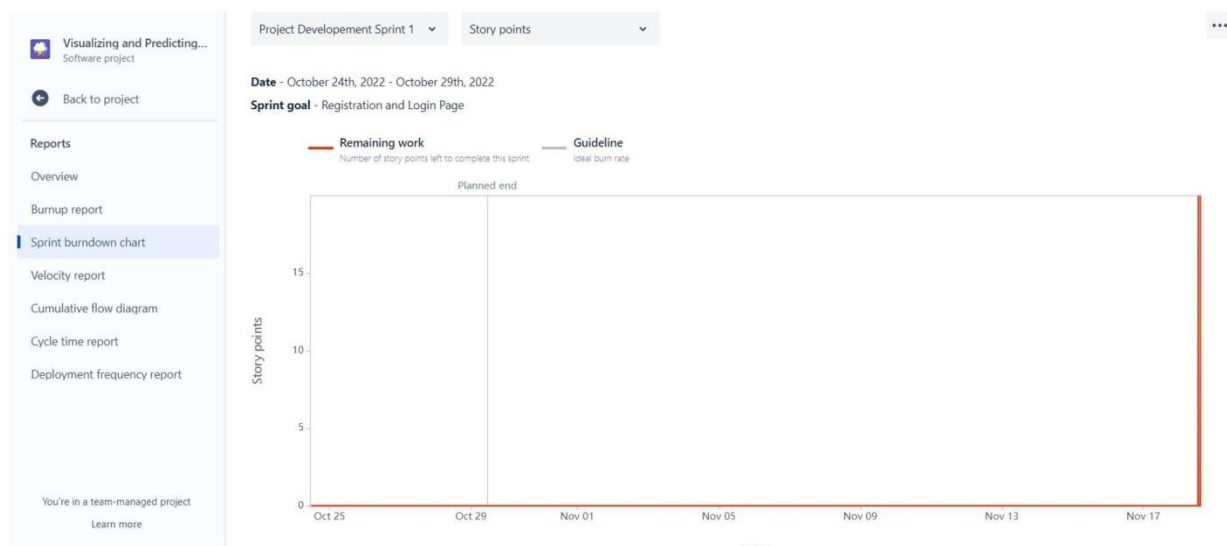 Visualizing and Predicting...
Software project
Back to project
Reports
Overview
Burnup report
Sprint burndown chart
Velocity report
Cumulative flow diagram
Cycle time report
Deployment frequency report
You're in a team-managed project
Learn more
Project Developement Sprint 1
Story points
Date - October 24th, 2022 - October 29th, 2022
Sprint goal - Registration and Login Page
Remaining work
Number of story points left to complete this sprint
Guideline
Ideal burn rate
Planned end
Story points
15
10
5
0
Oct 25 Oct 29 Nov 01 Nov 05 Nov 09 Nov 13 Nov 17